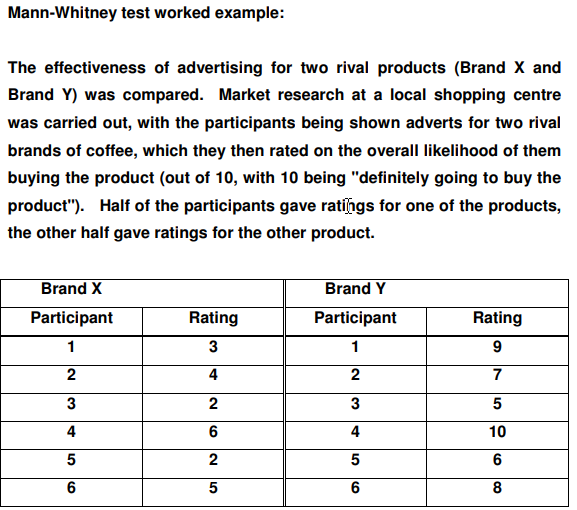 Mann-Whitney test worked example:
The effectiveness of advertising for two rival products (Brand X and
Brand Y) was compared. Market research at a local shopping centre
was carried out, with the participants being shown adverts for two rival
brands of coffee, which they then rated on the overall likelihood of them
buying the product (out of 10, with 10 being "definitely going to buy the
product"). Half of the participants gave ratings for one of the products,
the other half gave ratings for the other product.
Brand X Brand Y
Participant Rating Participant Rating
1 3 1 9
2 4 2 7
3 2 3 5
4 6 4 10
5 2 5 6
6 5 6 8